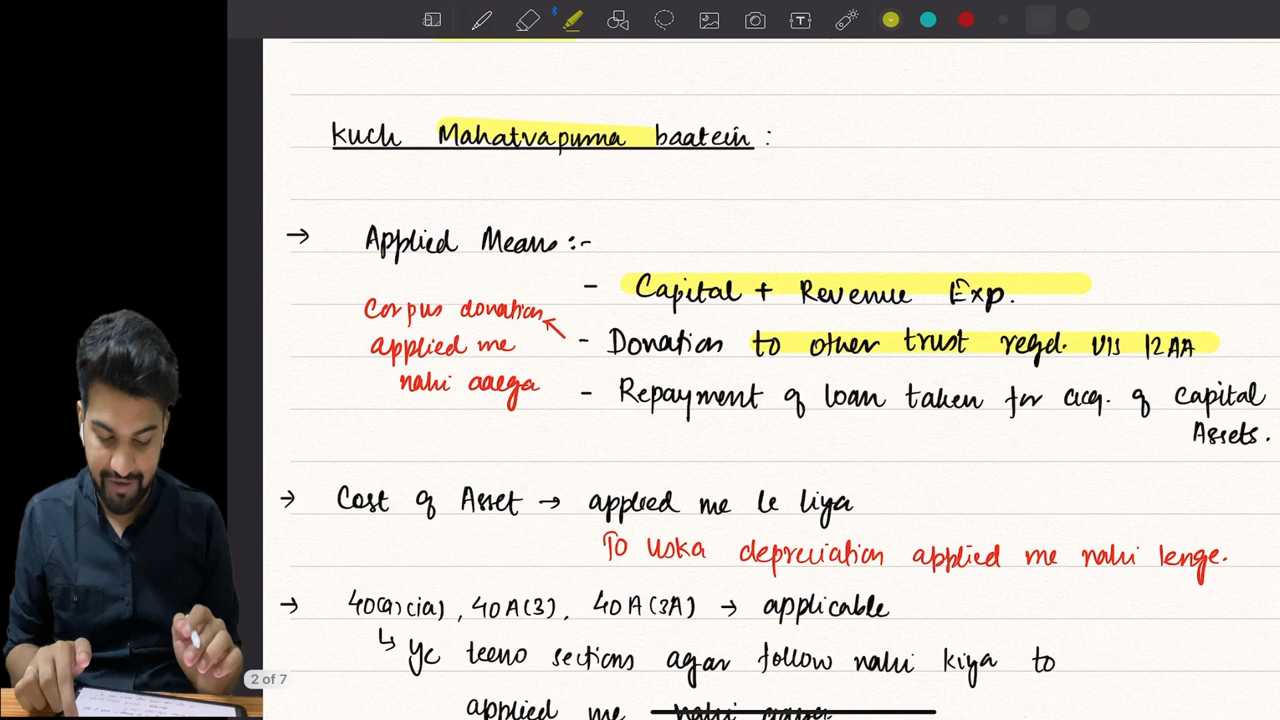 Kuch Mahatvapurna baatein :
→ Applied Means :-
- Capital + Revenue Exp.
Corpus donation
applied me
nahi aaega
- Donation to other trust regd. U/s 12AA
- Repayment of loan taken for acq. of Capital
Assets.
→ Cost of Asset → applied me le liya
To uska depreciation applied me nahi lenge.
→ 40(a)(ia), 40A(3), 40A(3A) → applicable
↳ Ye teeno sections agar follow nahi kiya to
applied me
2 of 7